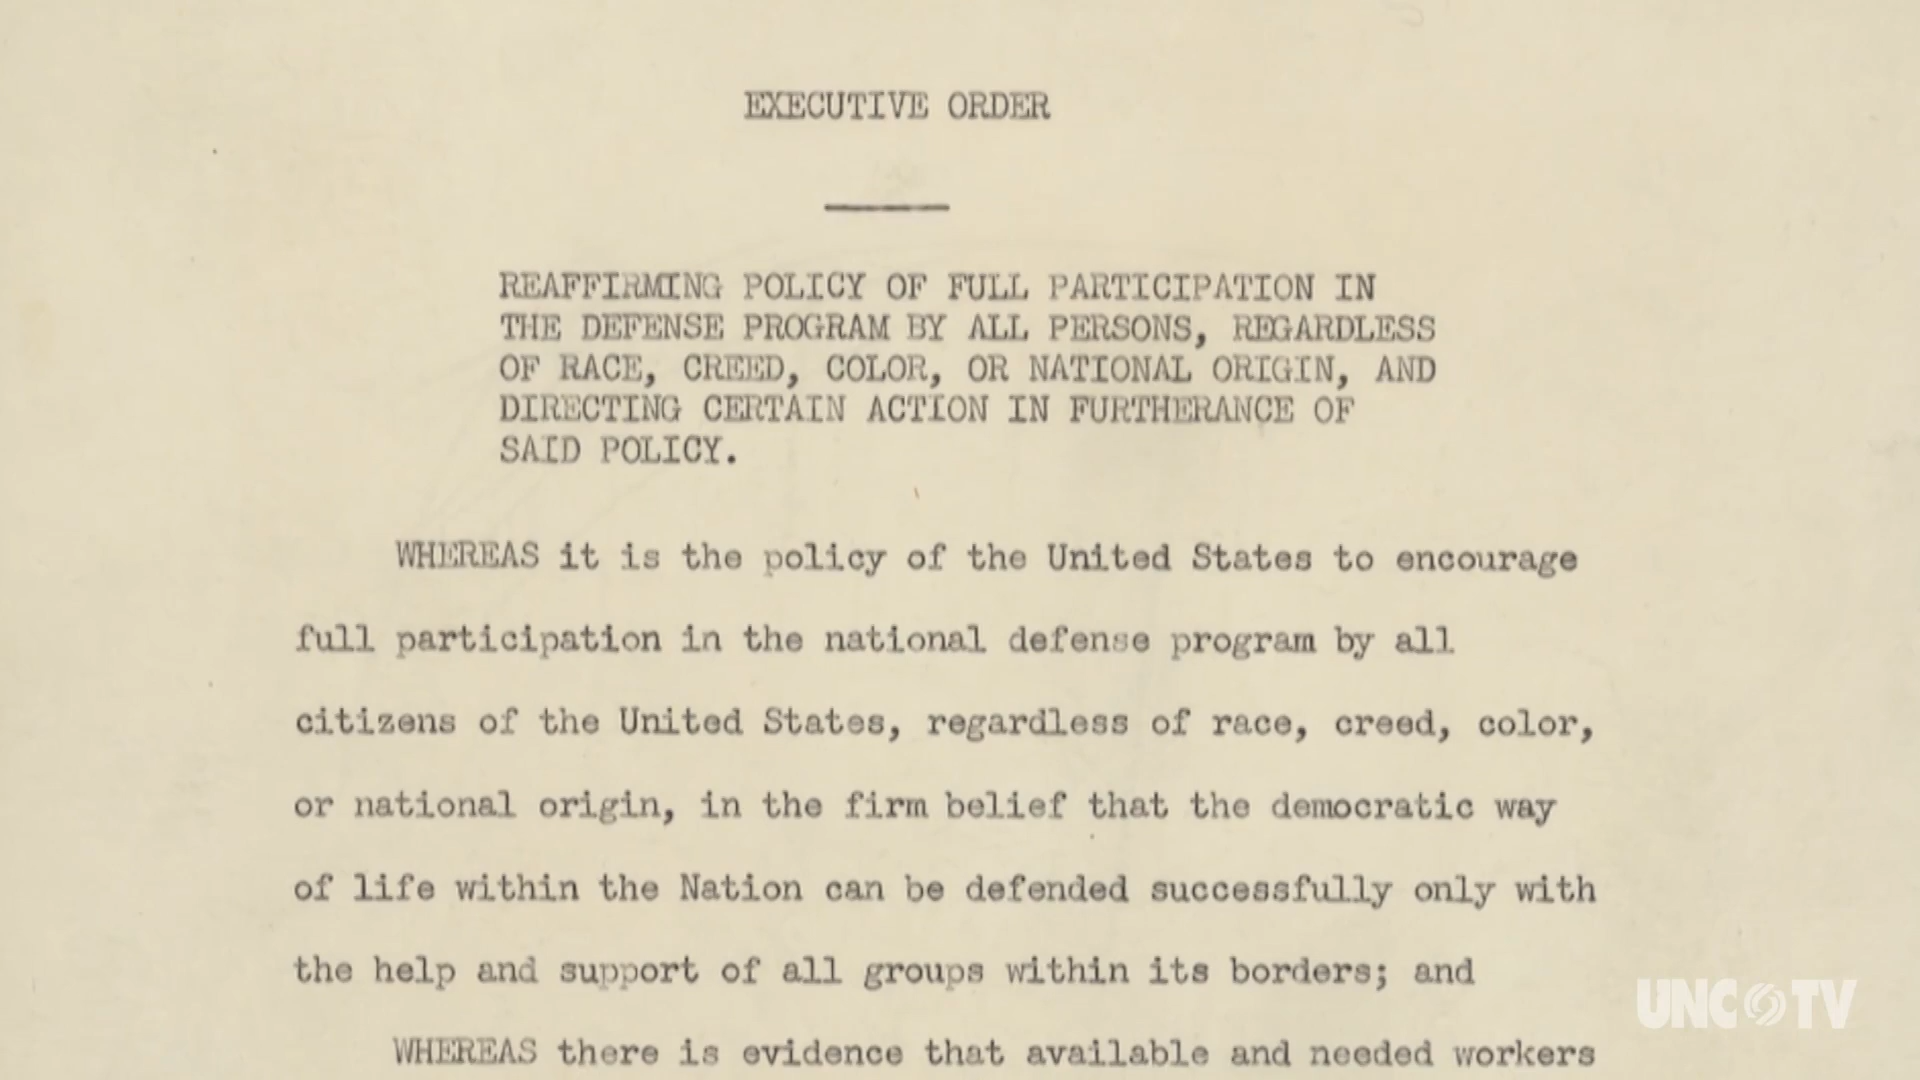 EXECUTIVE ORDER
REAFFIRMING POLICY OF FULL PARTICIPATION IN
THE DEFENSE PROGRAM BY ALL PERSONS, REGARDLESS
OF RACE, CREED, COLOR, OR NATIONAL ORIGIN, AND
DIRECTING CERTAIN ACTION IN FURTHERANCE OF
SAID POLICY.
WHEREAS it is the policy of the United States to encourage
full participation in the national defense program by all
citizens of the United States, regardless of race, creed, color,
or national origin, in the firm belief that the democratic way
of life within the Nation can be defended successfully only with
the help and support of all groups within its borders; and
WHEREAS there is evidence that available and needed workers
UNC TV